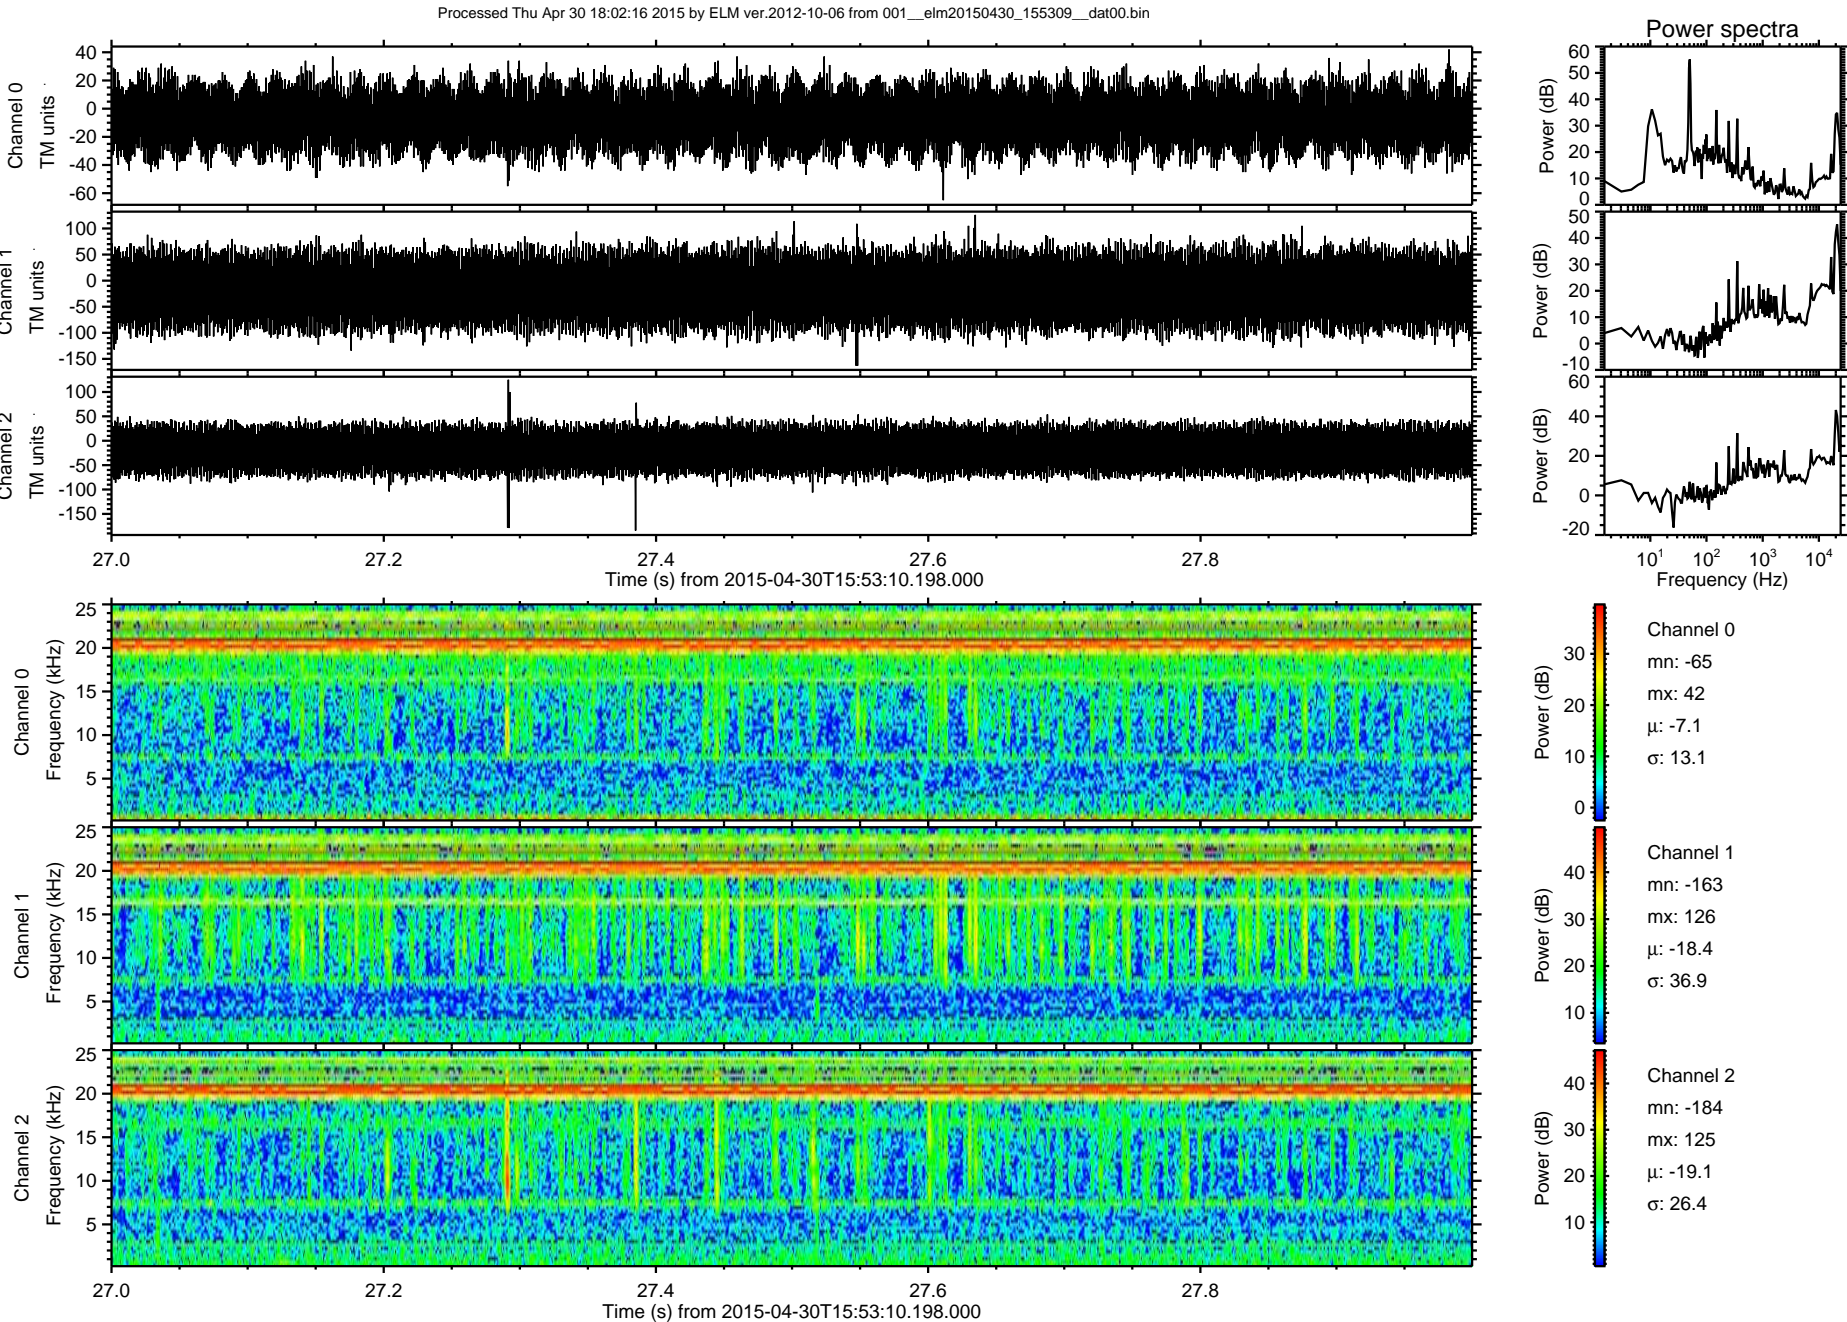 Processed Thu Apr 30 18:02:16 2015 by ELM ver.2012-10-06 from 001__elm20150430_155309__dat00.bin
Power spectra
Channel 0
TM units
40
20
0
-20
-40
-60
Power (dB)
60
50
40
30
20
10
0
Channel 1
TM units
100
50
0
-50
-100
-150
Power (dB)
50
40
30
20
10
0
-10
Channel 2
TM units
100
50
0
-50
-100
-150
Power (dB)
60
40
20
0
-20
27.0 27.2 27.4 27.6 27.8
Time (s) from 2015-04-30T15:53:10.198.000
10^1 10^2 10^3 10^4
Frequency (Hz)
Channel 0
Frequency (kHz)
25
20
15
10
5
Power (dB)
30
20
10
0
Channel 0
mn: -65
mx: 42
μ: -7.1
σ: 13.1
Channel 1
Frequency (kHz)
25
20
15
10
5
Power (dB)
40
30
20
10
Channel 1
mn: -163
mx: 126
μ: -18.4
σ: 36.9
Channel 2
Frequency (kHz)
25
20
15
10
5
Power (dB)
40
30
20
10
Channel 2
mn: -184
mx: 125
μ: -19.1
σ: 26.4
27.0 27.2 27.4 27.6 27.8
Time (s) from 2015-04-30T15:53:10.198.000